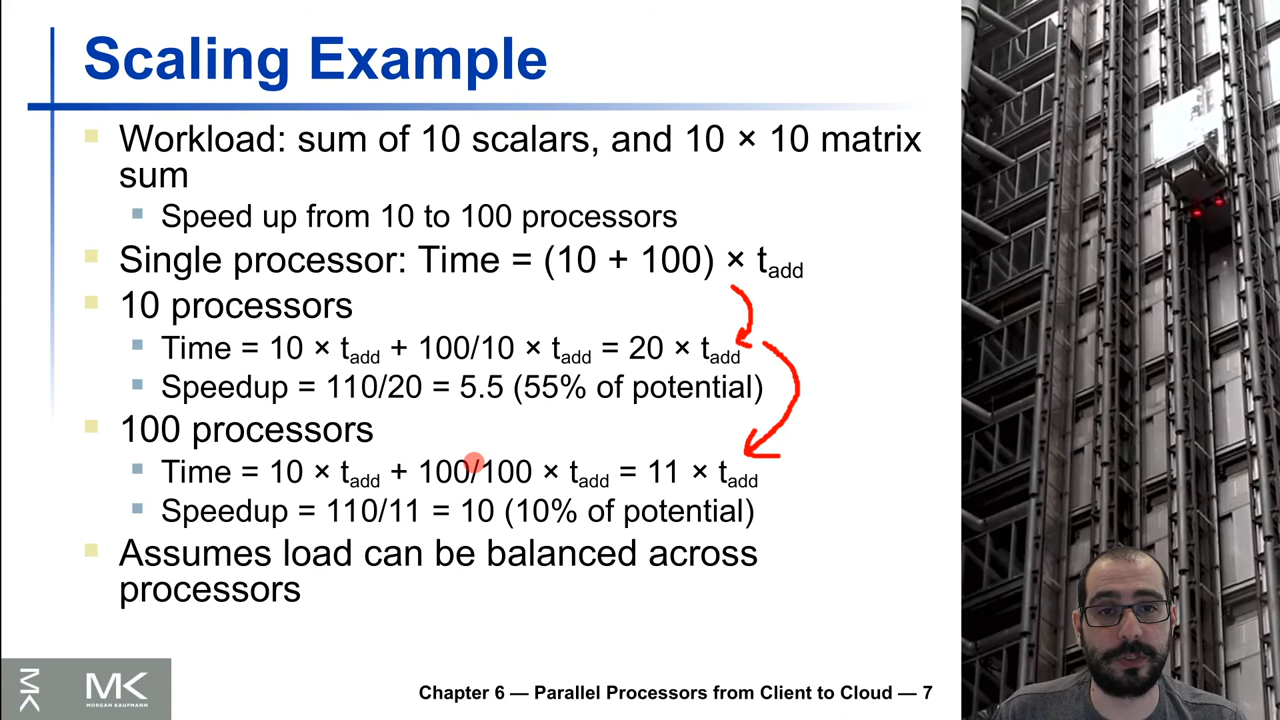 Scaling Example
Workload: sum of 10 scalars, and 10 × 10 matrix
sum
Speed up from 10 to 100 processors
Single processor: Time = (10 + 100) × tadd
10 processors
Time = 10 × tadd + 100/10 × tadd = 20 × tadd
Speedup = 110/20 = 5.5 (55% of potential)
100 processors
Time = 10 × tadd + 100/100 × tadd = 11 × tadd
Speedup = 110/11 = 10 (10% of potential)
Assumes load can be balanced across
processors
MK
MK
MORGAN KAUFMANN
Chapter 6 — Parallel Processors from Client to Cloud — 7